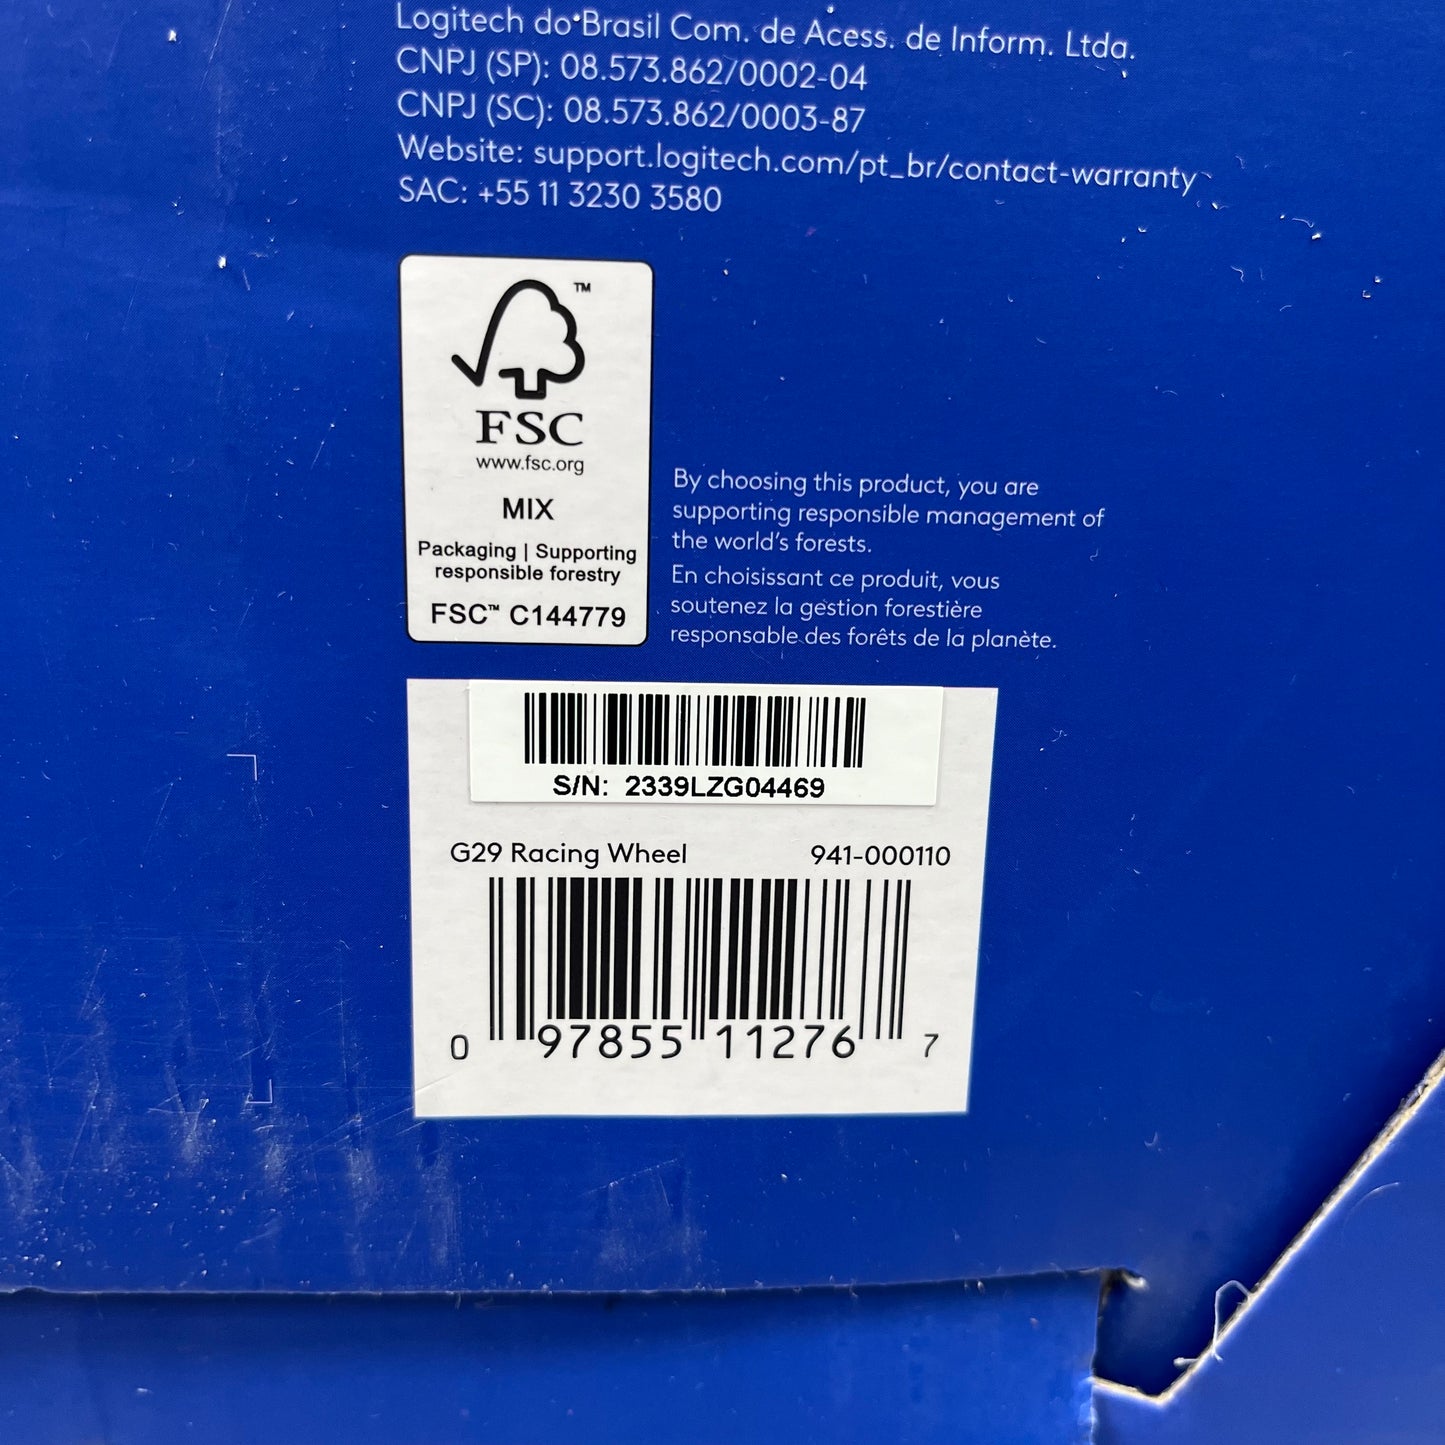 Logitech do Brasil Com. de Acess. de Inform. Ltda.
CNPJ (SP): 08.573.862/0002-04
CNPJ (SC): 08.573.862/0003-87
Website: support.logitech.com/pt_br/contact-warranty
SAC: +55 11 3230 3580
™
FSC
www.fsc.org
MIX
Packaging | Supporting
responsible forestry
FSC™ C144779
By choosing this product, you are
supporting responsible management of
the world's forests.
En choisissant ce produit, vous
soutenez la gestion forestière
responsable des forêts de la planète.
S/N: 2339LZG04469
G29 Racing Wheel 941-000110
0 97855 11276 7